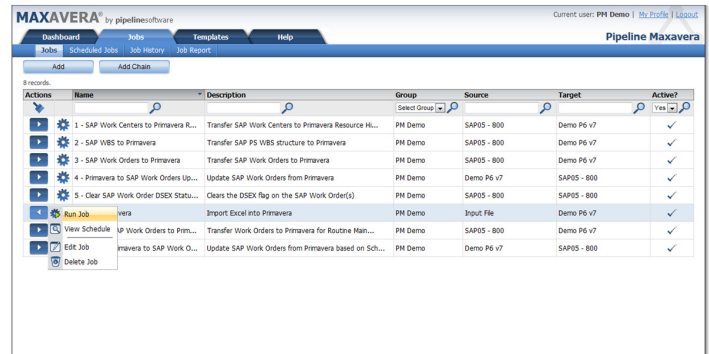 MAXAVERA® by pipelinesoftware
Current user: PM Demo | My Profile | Logout
Dashboard Jobs Templates Help
Pipeline Maxavera
Jobs Scheduled Jobs Job History Job Report
Add Add Chain
8 records.
Actions Name Description Group Source Target Active?
Select Group Yes
1 - SAP Work Centers to Primavera R... Transfer SAP Work Centers to Primavera Resource Hi... PM Demo SAP05 - 800 Demo P6 v7
2 - SAP WBS to Primavera Transfer SAP PS WBS structure to Primavera PM Demo SAP05 - 800 Demo P6 v7
3 - SAP Work Orders to Primavera Transfer SAP Work Orders to Primavera PM Demo SAP05 - 800 Demo P6 v7
4 - Primavera to SAP Work Orders Up... Update SAP Work Orders from Primavera PM Demo Demo P6 v7 SAP05 - 800
5 - Clear SAP Work Order DSEX Statu... Clears the DSEX flag on the SAP Work Order(s) PM Demo SAP05 - 800 SAP05 - 800
Run Job vera Import Excel into Primavera PM Demo Input File Demo P6 v7
View Schedule AP Work Orders to Prim... Transfer Work Orders to Primavera for Routine Main... PM Demo SAP05 - 800 Demo P6 v7
Edit Job imavera to SAP Work O... Update SAP Work Orders from Primavera based on Sch... PM Demo Demo P6 v7 SAP05 - 800
Delete Job